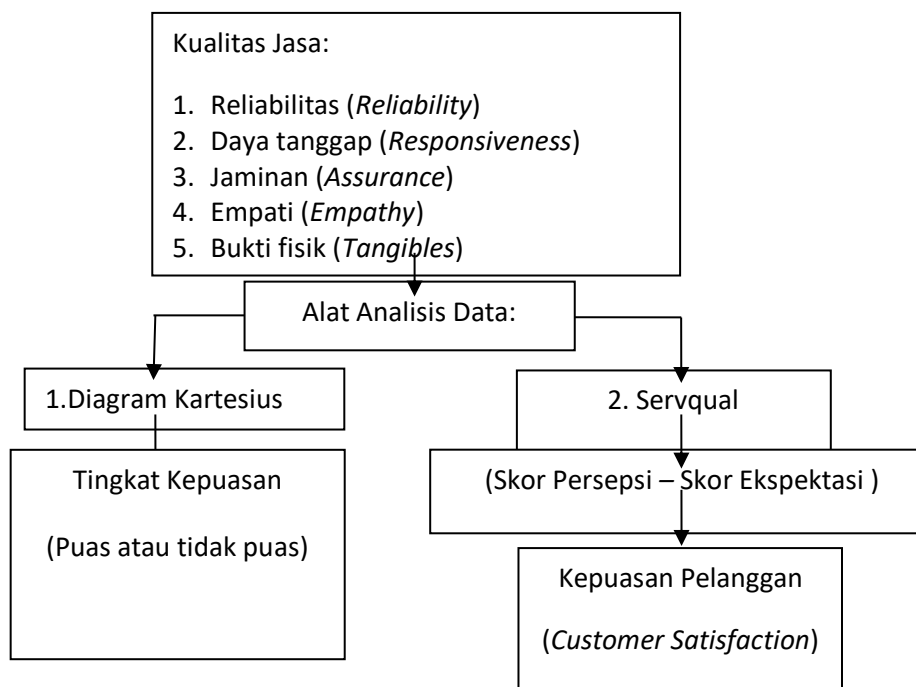 Kualitas Jasa:
1. Reliabilitas (Reliability)
2. Daya tanggap (Responsiveness)
3. Jaminan (Assurance)
4. Empati (Empathy)
5. Bukti fisik (Tangibles)
Alat Analisis Data:
1.Diagram Kartesius
2. Servqual
Tingkat Kepuasan
(Puas atau tidak puas)
(Skor Persepsi – Skor Ekspektasi )
Kepuasan Pelanggan
(Customer Satisfaction)